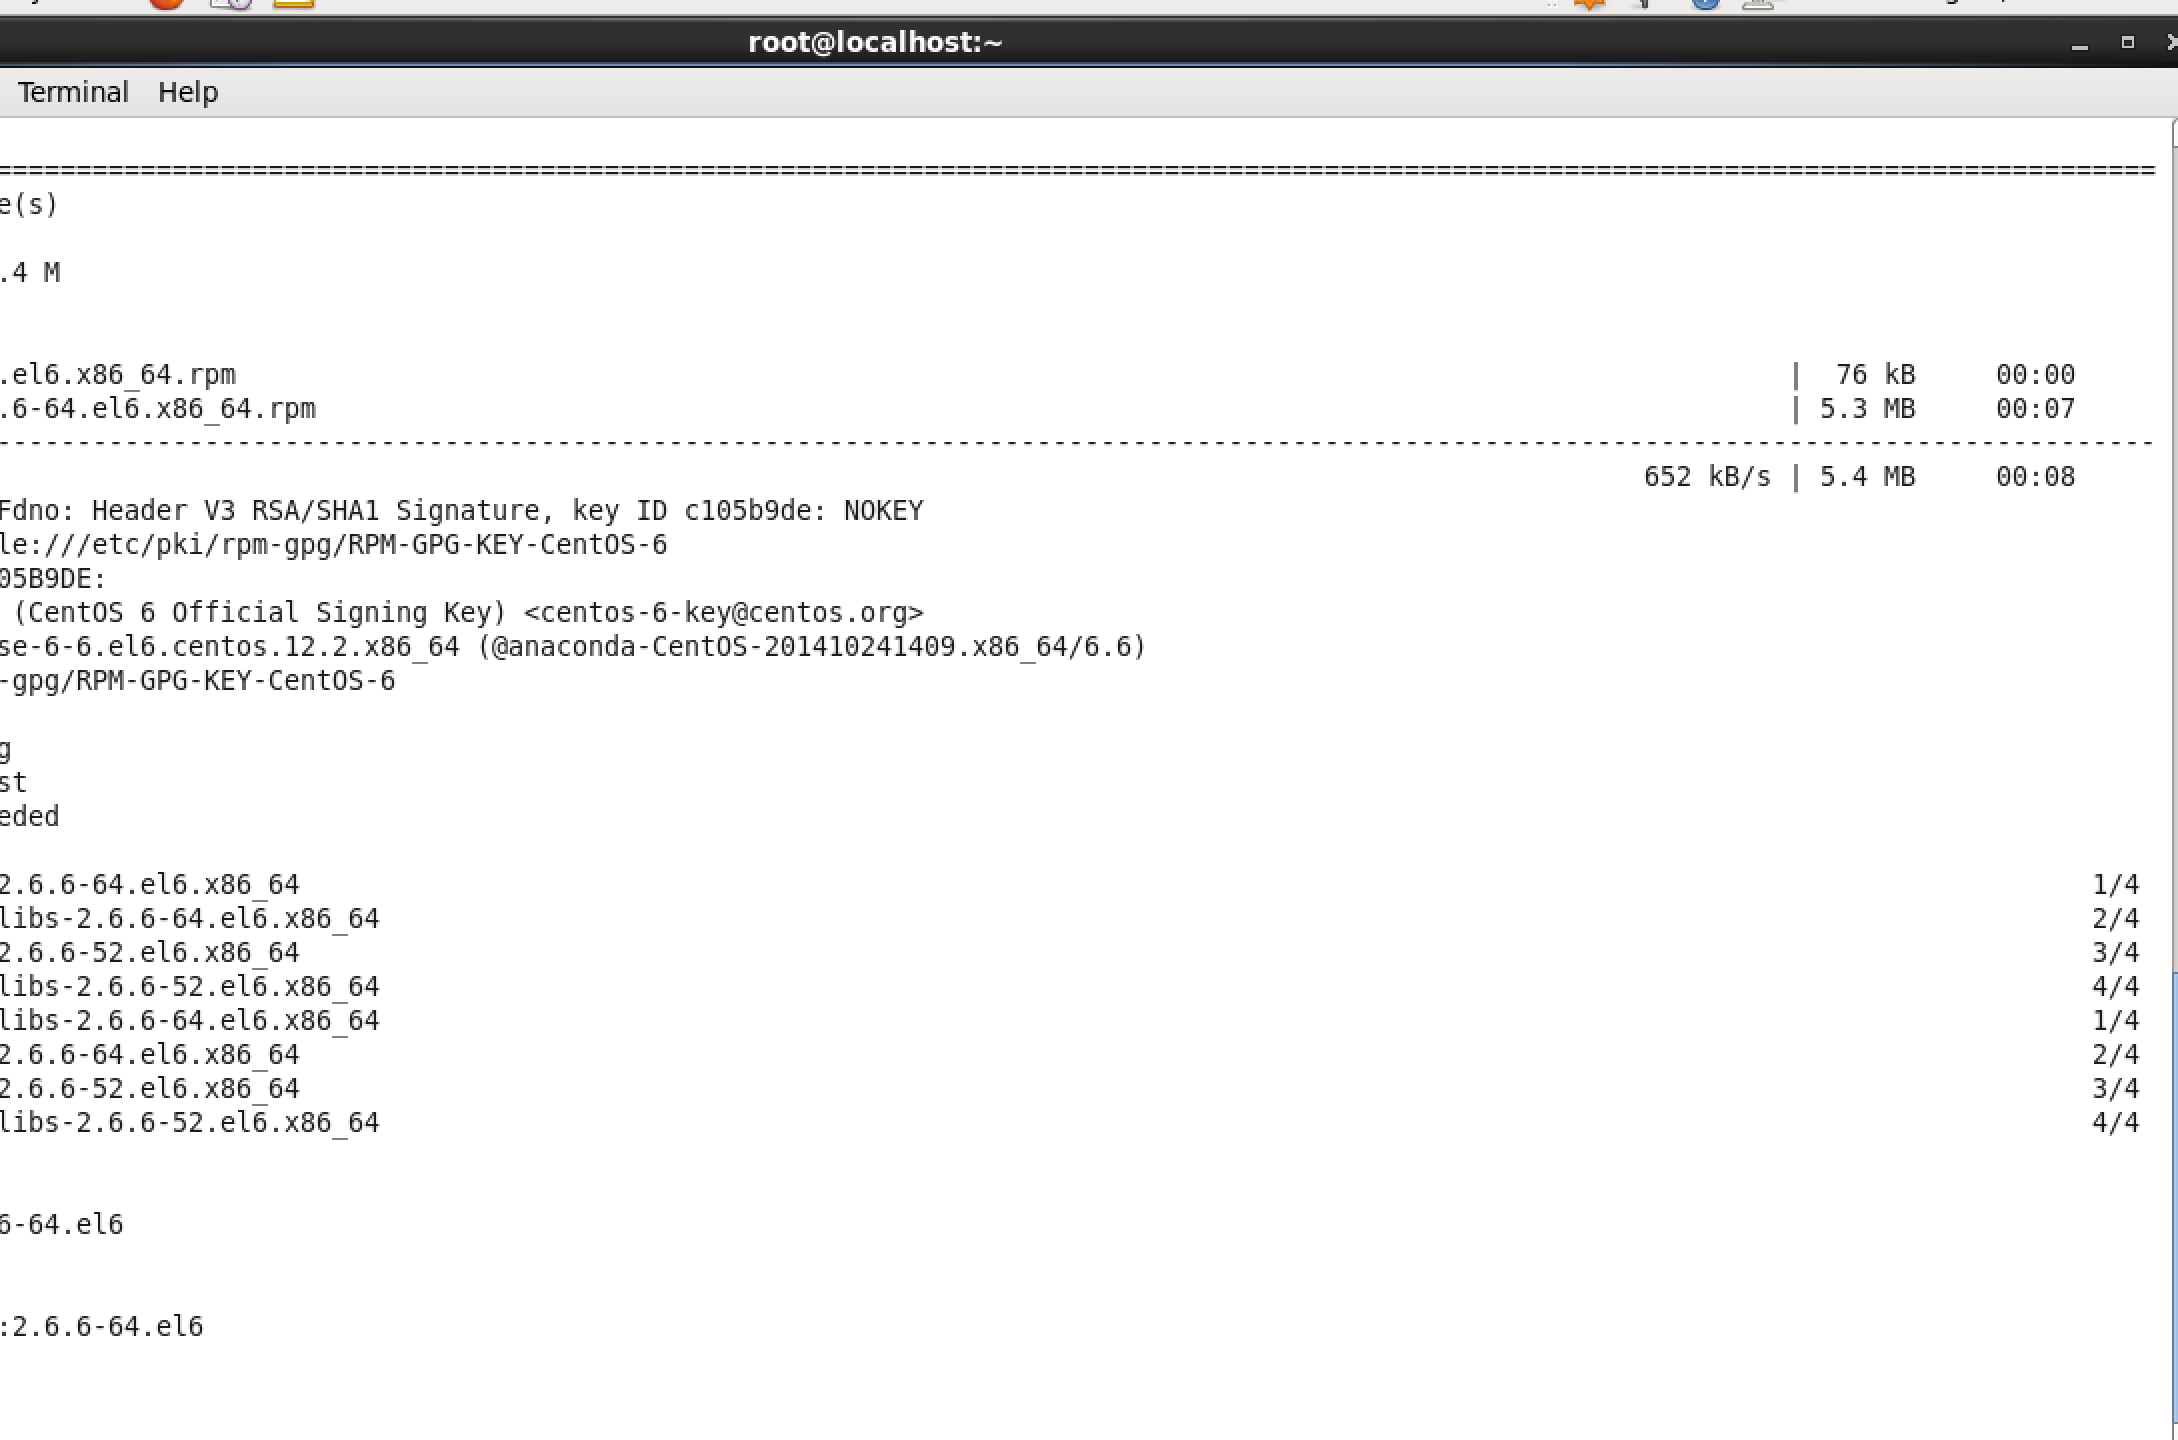 root@localhost:~
Terminal Help
================================================================================
e(s)
.4 M
.el6.x86_64.rpm | 76 kB 00:00
.6-64.el6.x86_64.rpm | 5.3 MB 00:07
--------------------------------------------------------------------------------
652 kB/s | 5.4 MB 00:08
Fdno: Header V3 RSA/SHA1 Signature, key ID c105b9de: NOKEY
le:///etc/pki/rpm-gpg/RPM-GPG-KEY-CentOS-6
05B9DE:
(CentOS 6 Official Signing Key) <centos-6-key@centos.org>
se-6-6.el6.centos.12.2.x86_64 (@anaconda-CentOS-201410241409.x86_64/6.6)
-gpg/RPM-GPG-KEY-CentOS-6
g
st
eded
2.6.6-64.el6.x86_64 1/4
libs-2.6.6-64.el6.x86_64 2/4
2.6.6-52.el6.x86_64 3/4
libs-2.6.6-52.el6.x86_64 4/4
libs-2.6.6-64.el6.x86_64 1/4
2.6.6-64.el6.x86_64 2/4
2.6.6-52.el6.x86_64 3/4
libs-2.6.6-52.el6.x86_64 4/4
6-64.el6
:2.6.6-64.el6